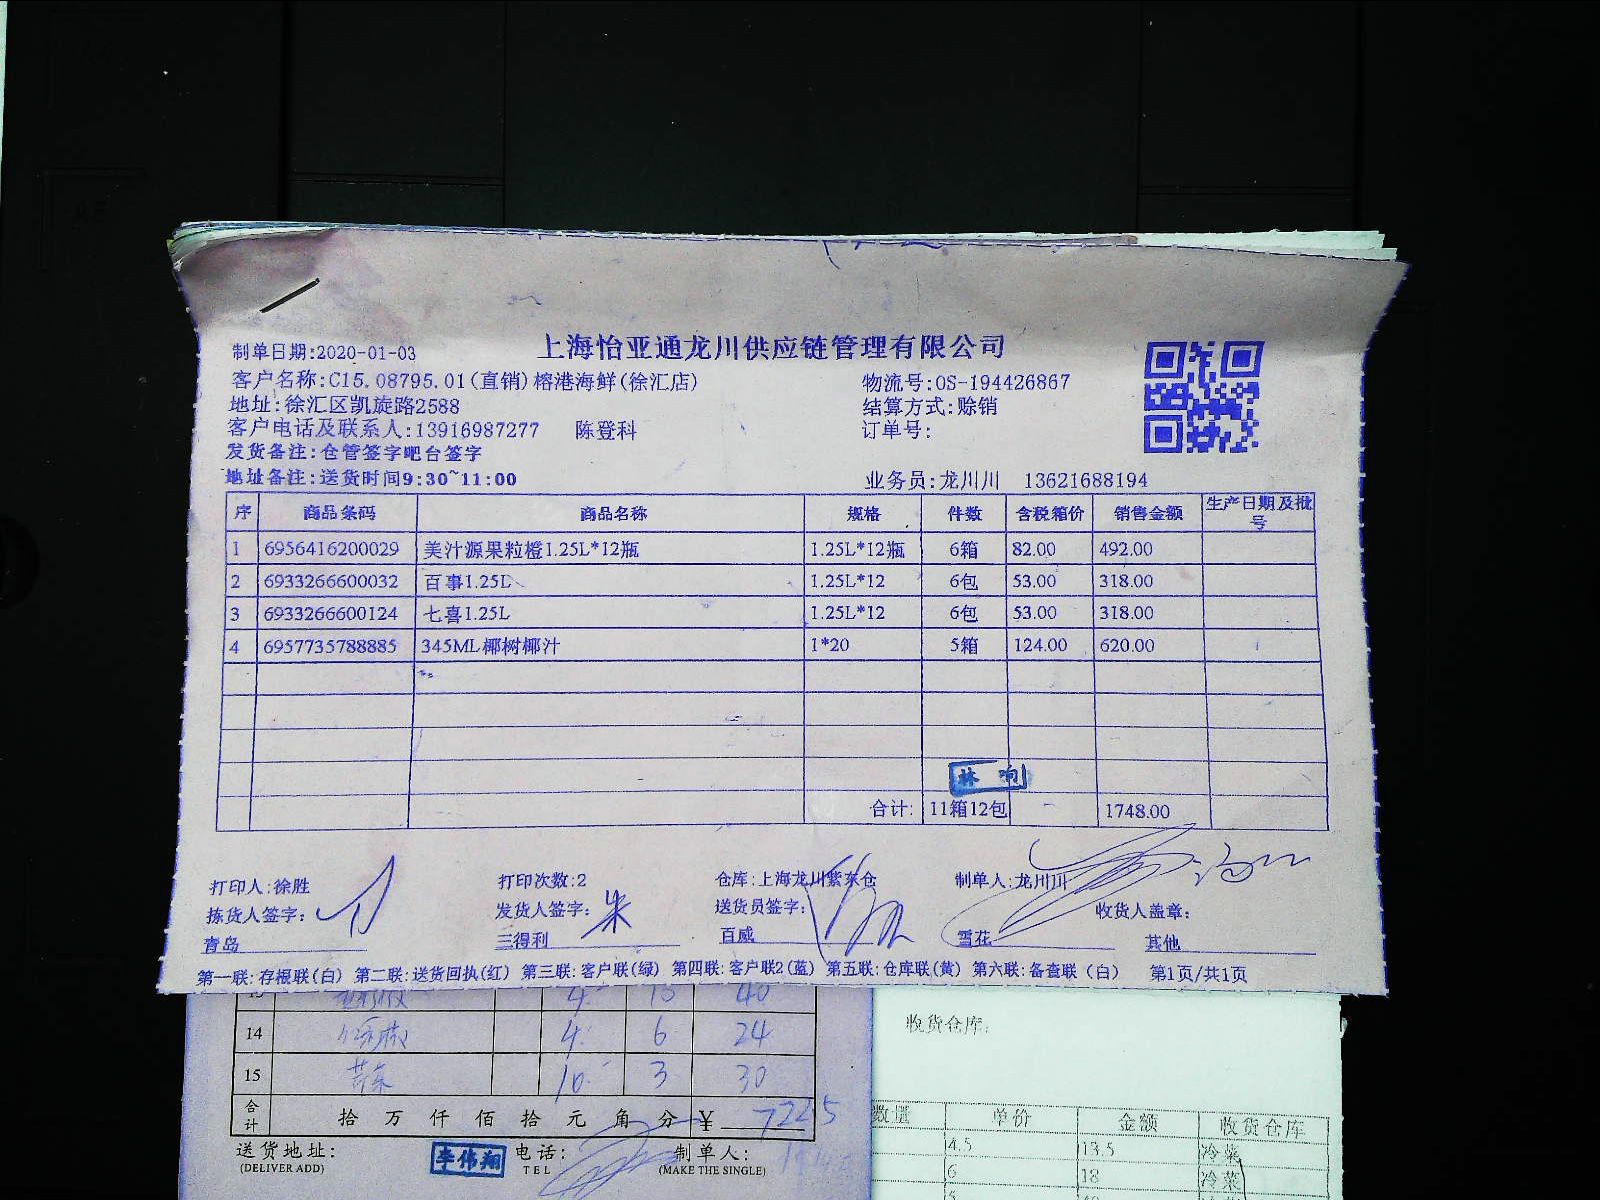 上海怡亚通龙川供应链管理有限公司
制单日期:2020-01-03
客户名称:C15.08795.01(直销)榕港海鲜(徐汇店) 物流号:OS-194426867
地址:徐汇区凯旋路2588 结算方式:赊销
客户电话及联系人:13916987277 陈登科 订单号:
发货备注:仓管签字吧台签字
地址备注:送货时间9:30~11:00 业务员:龙川川 13621688194
序 商品条码 商品名称 规格 件数 含税箱价 销售金额 生产日期及批号
1 6956416200029 美汁源果粒橙1.25L*12瓶 1.25L*12瓶 6箱 82.00 492.00
2 6933266600032 百事1.25L 1.25L*12 6包 53.00 318.00
3 6933266600124 七喜1.25L 1.25L*12 6包 53.00 318.00
4 6957735788885 345ML椰树椰汁 1*20 5箱 124.00 620.00
林
合计: 11箱12包 1748.00
打印人:徐胜 打印次数:2 仓库:上海龙川紫东仓 制单人:龙川川
拣货人签字: 发货人签字:朱 送货员签字: 收货人盖章:
青岛 三得利 百威 雪花 其他
第一联:存根联(白) 第二联:送货回执(红) 第三联:客户联(绿) 第四联:客户联2(蓝) 第五联:仓库联(黄) 第六联:备查联(白) 第1页/共1页
4 10 40
14 4 6 24
15 10 3 30
合计 拾 万 仟 佰 拾 元 角 分 ¥
送货地址: 李伟翔 电话: 制单人:
(DELIVER ADD) TEL (MAKE THE SINGLE)
收货仓库:
数量 单价 金额 收货仓库
4.5 13.5 冷菜
6 18 冷菜